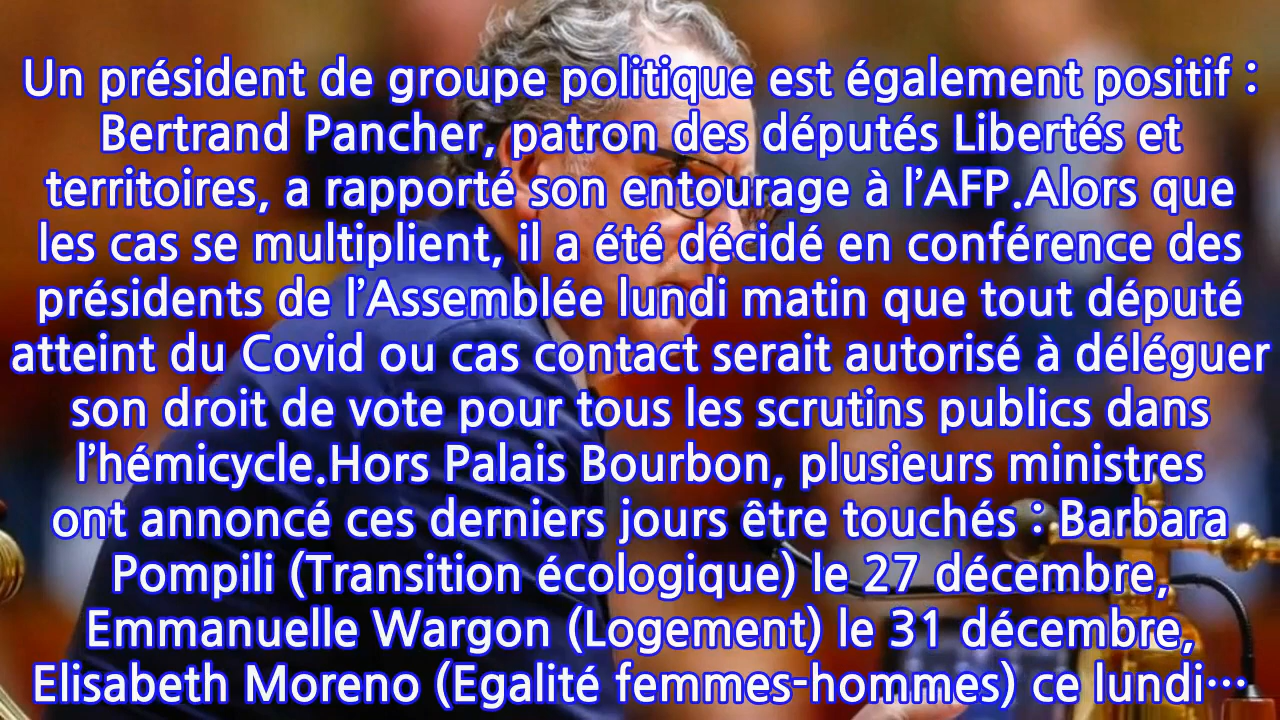 Un président de groupe politique est également positif :
Bertrand Pancher, patron des députés Libertés et
territoires, a rapporté son entourage à l’AFP.Alors que
les cas se multiplient, il a été décidé en conférence des
présidents de l’Assemblée lundi matin que tout député
atteint du Covid ou cas contact serait autorisé à déléguer
son droit de vote pour tous les scrutins publics dans
l’hémicycle.Hors Palais Bourbon, plusieurs ministres
ont annoncé ces derniers jours être touchés : Barbara
Pompili (Transition écologique) le 27 décembre,
Emmanuelle Wargon (Logement) le 31 décembre,
Elisabeth Moreno (Egalité femmes-hommes) ce lundi…